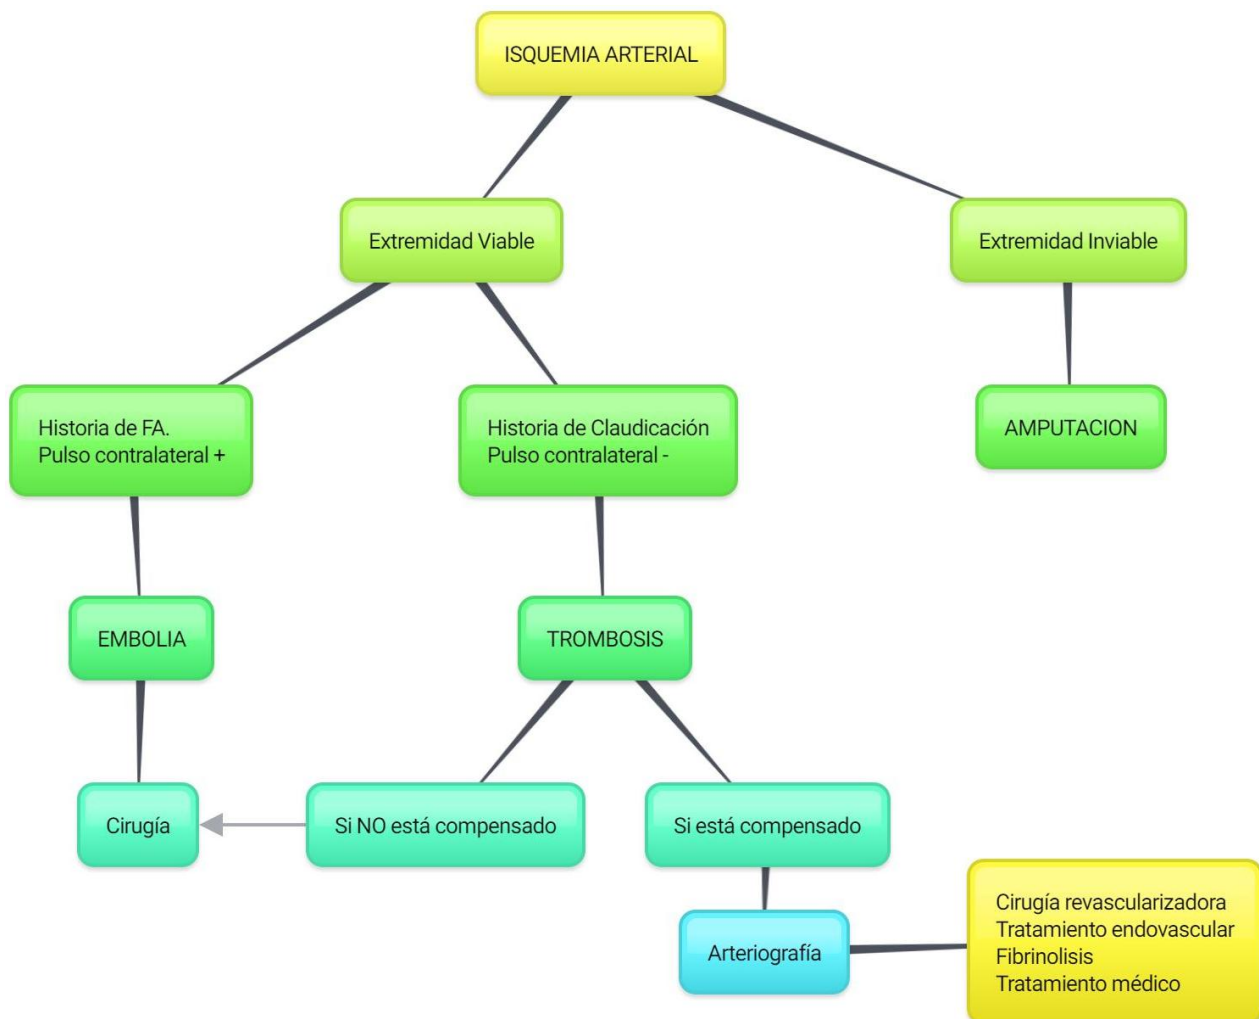 ISQUEMIA ARTERIAL
Extremidad Viable
Extremidad Inviable
Historia de FA.
Pulso contralateral +
Historia de Claudicación
Pulso contralateral -
AMPUTACION
EMBOLIA
TROMBOSIS
Cirugía
Si NO está compensado
Si está compensado
Arteriografía
Cirugía revascularizadora
Tratamiento endovascular
Fibrinolisis
Tratamiento médico